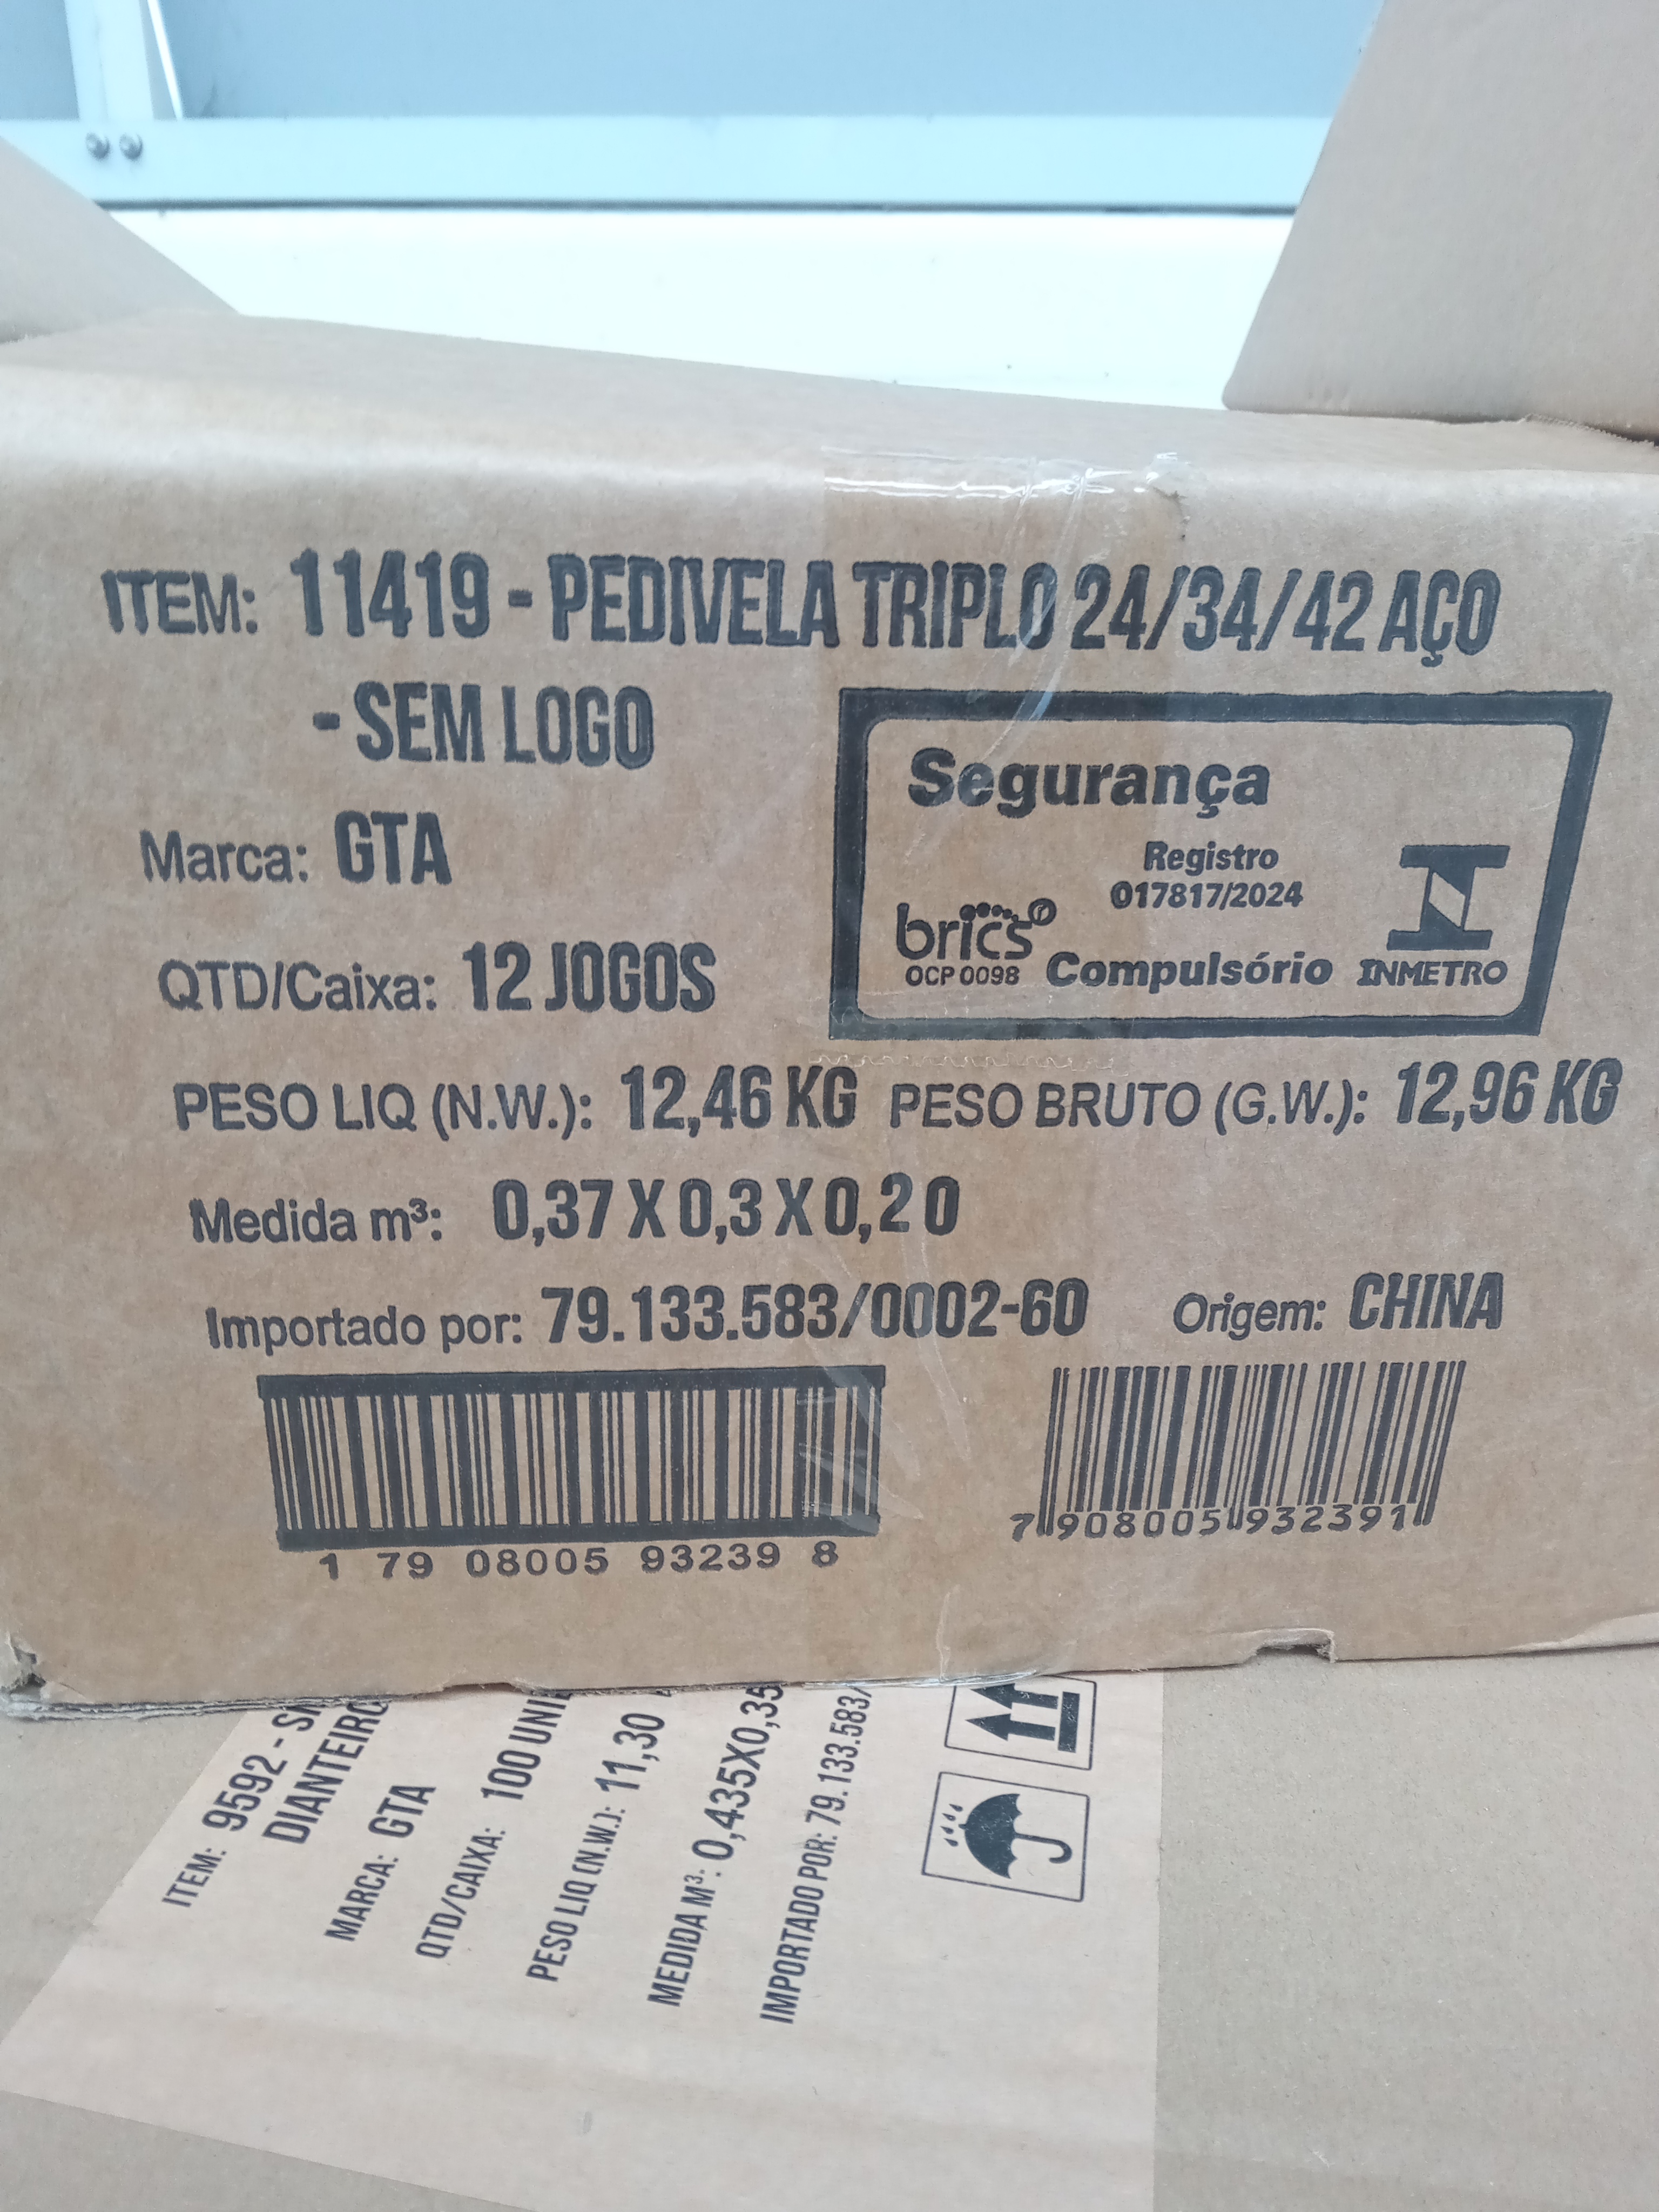 ITEM: 11419 - PEDIVELA TRIPLO 24/34/42 AÇO
- SEM LOGO
Marca: GTA
QTD/Caixa: 12 JOGOS
Segurança
Registro
017817/2024
brics
OCP 0098
Compulsório
INMETRO
PESO LIQ (N.W.): 12,46 KG PESO BRUTO (G.W.): 12,96 KG
Medida m³: 0,37 X 0,3 X 0,20
Importado por: 79.133.583/0002-60 Origem: CHINA
1 79 08005 93239 8
7 908005 932391
ITEM: 9592 -
DIANTEIRO
MARCA: GTA
QTD/CAIXA: 100
PESO LIQ (N.W.): 11,30
MEDIDA M³: 0,435X0,35
IMPORTADO POR: 79.133.583/